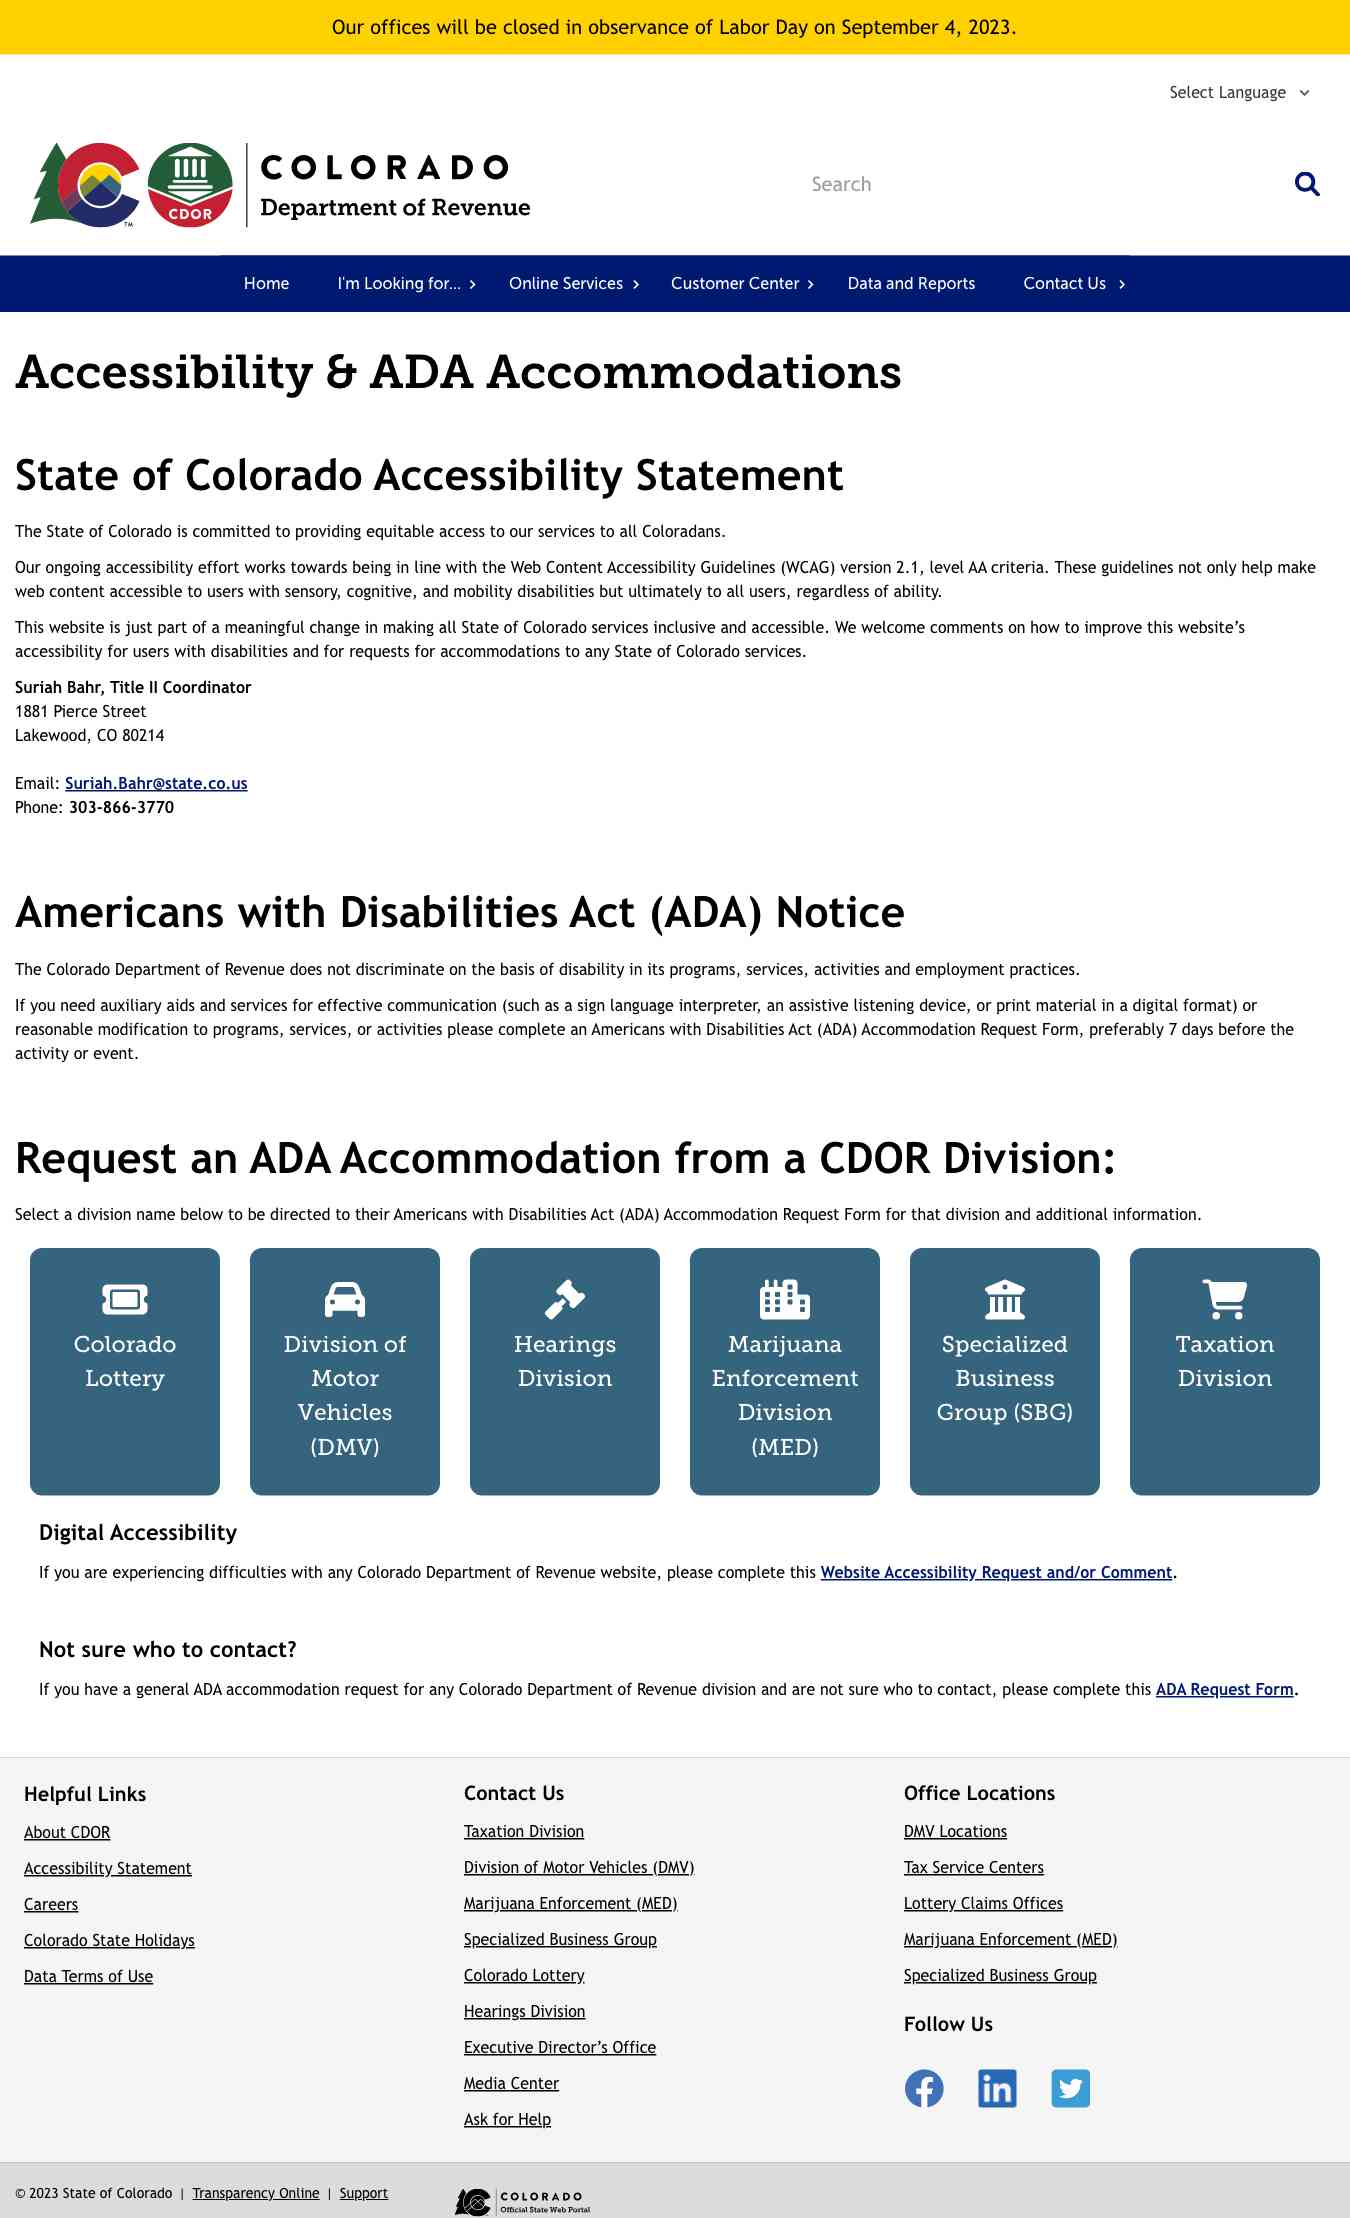 Our offices will be closed in observance of Labor Day on September 4, 2023.
Select Language
CDOR
TM
COLORADO
Department of Revenue
Search
Home
I'm Looking for...
Online Services
Customer Center
Data and Reports
Contact Us
Accessibility & ADA Accommodations
State of Colorado Accessibility Statement
The State of Colorado is committed to providing equitable access to our services to all Coloradans.
Our ongoing accessibility effort works towards being in line with the Web Content Accessibility Guidelines (WCAG) version 2.1, level AA criteria. These guidelines not only help make
web content accessible to users with sensory, cognitive, and mobility disabilities but ultimately to all users, regardless of ability.
This website is just part of a meaningful change in making all State of Colorado services inclusive and accessible. We welcome comments on how to improve this website’s
accessibility for users with disabilities and for requests for accommodations to any State of Colorado services.
Suriah Bahr, Title II Coordinator
1881 Pierce Street
Lakewood, CO 80214
Email: Suriah.Bahr@state.co.us
Phone: 303-866-3770
Americans with Disabilities Act (ADA) Notice
The Colorado Department of Revenue does not discriminate on the basis of disability in its programs, services, activities and employment practices.
If you need auxiliary aids and services for effective communication (such as a sign language interpreter, an assistive listening device, or print material in a digital format) or
reasonable modification to programs, services, or activities please complete an Americans with Disabilities Act (ADA) Accommodation Request Form, preferably 7 days before the
activity or event.
Request an ADA Accommodation from a CDOR Division:
Select a division name below to be directed to their Americans with Disabilities Act (ADA) Accommodation Request Form for that division and additional information.
Colorado
Lottery
Division of
Motor
Vehicles
(DMV)
Hearings
Division
Marijuana
Enforcement
Division
(MED)
Specialized
Business
Group (SBG)
Taxation
Division
Digital Accessibility
If you are experiencing difficulties with any Colorado Department of Revenue website, please complete this Website Accessibility Request and/or Comment.
Not sure who to contact?
If you have a general ADA accommodation request for any Colorado Department of Revenue division and are not sure who to contact, please complete this ADA Request Form.
Helpful Links
About CDOR
Accessibility Statement
Careers
Colorado State Holidays
Data Terms of Use
Contact Us
Taxation Division
Division of Motor Vehicles (DMV)
Marijuana Enforcement (MED)
Specialized Business Group
Colorado Lottery
Hearings Division
Executive Director’s Office
Media Center
Ask for Help
Office Locations
DMV Locations
Tax Service Centers
Lottery Claims Offices
Marijuana Enforcement (MED)
Specialized Business Group
Follow Us
© 2023 State of Colorado | Transparency Online | Support
COLORADO
Official State Web Portal